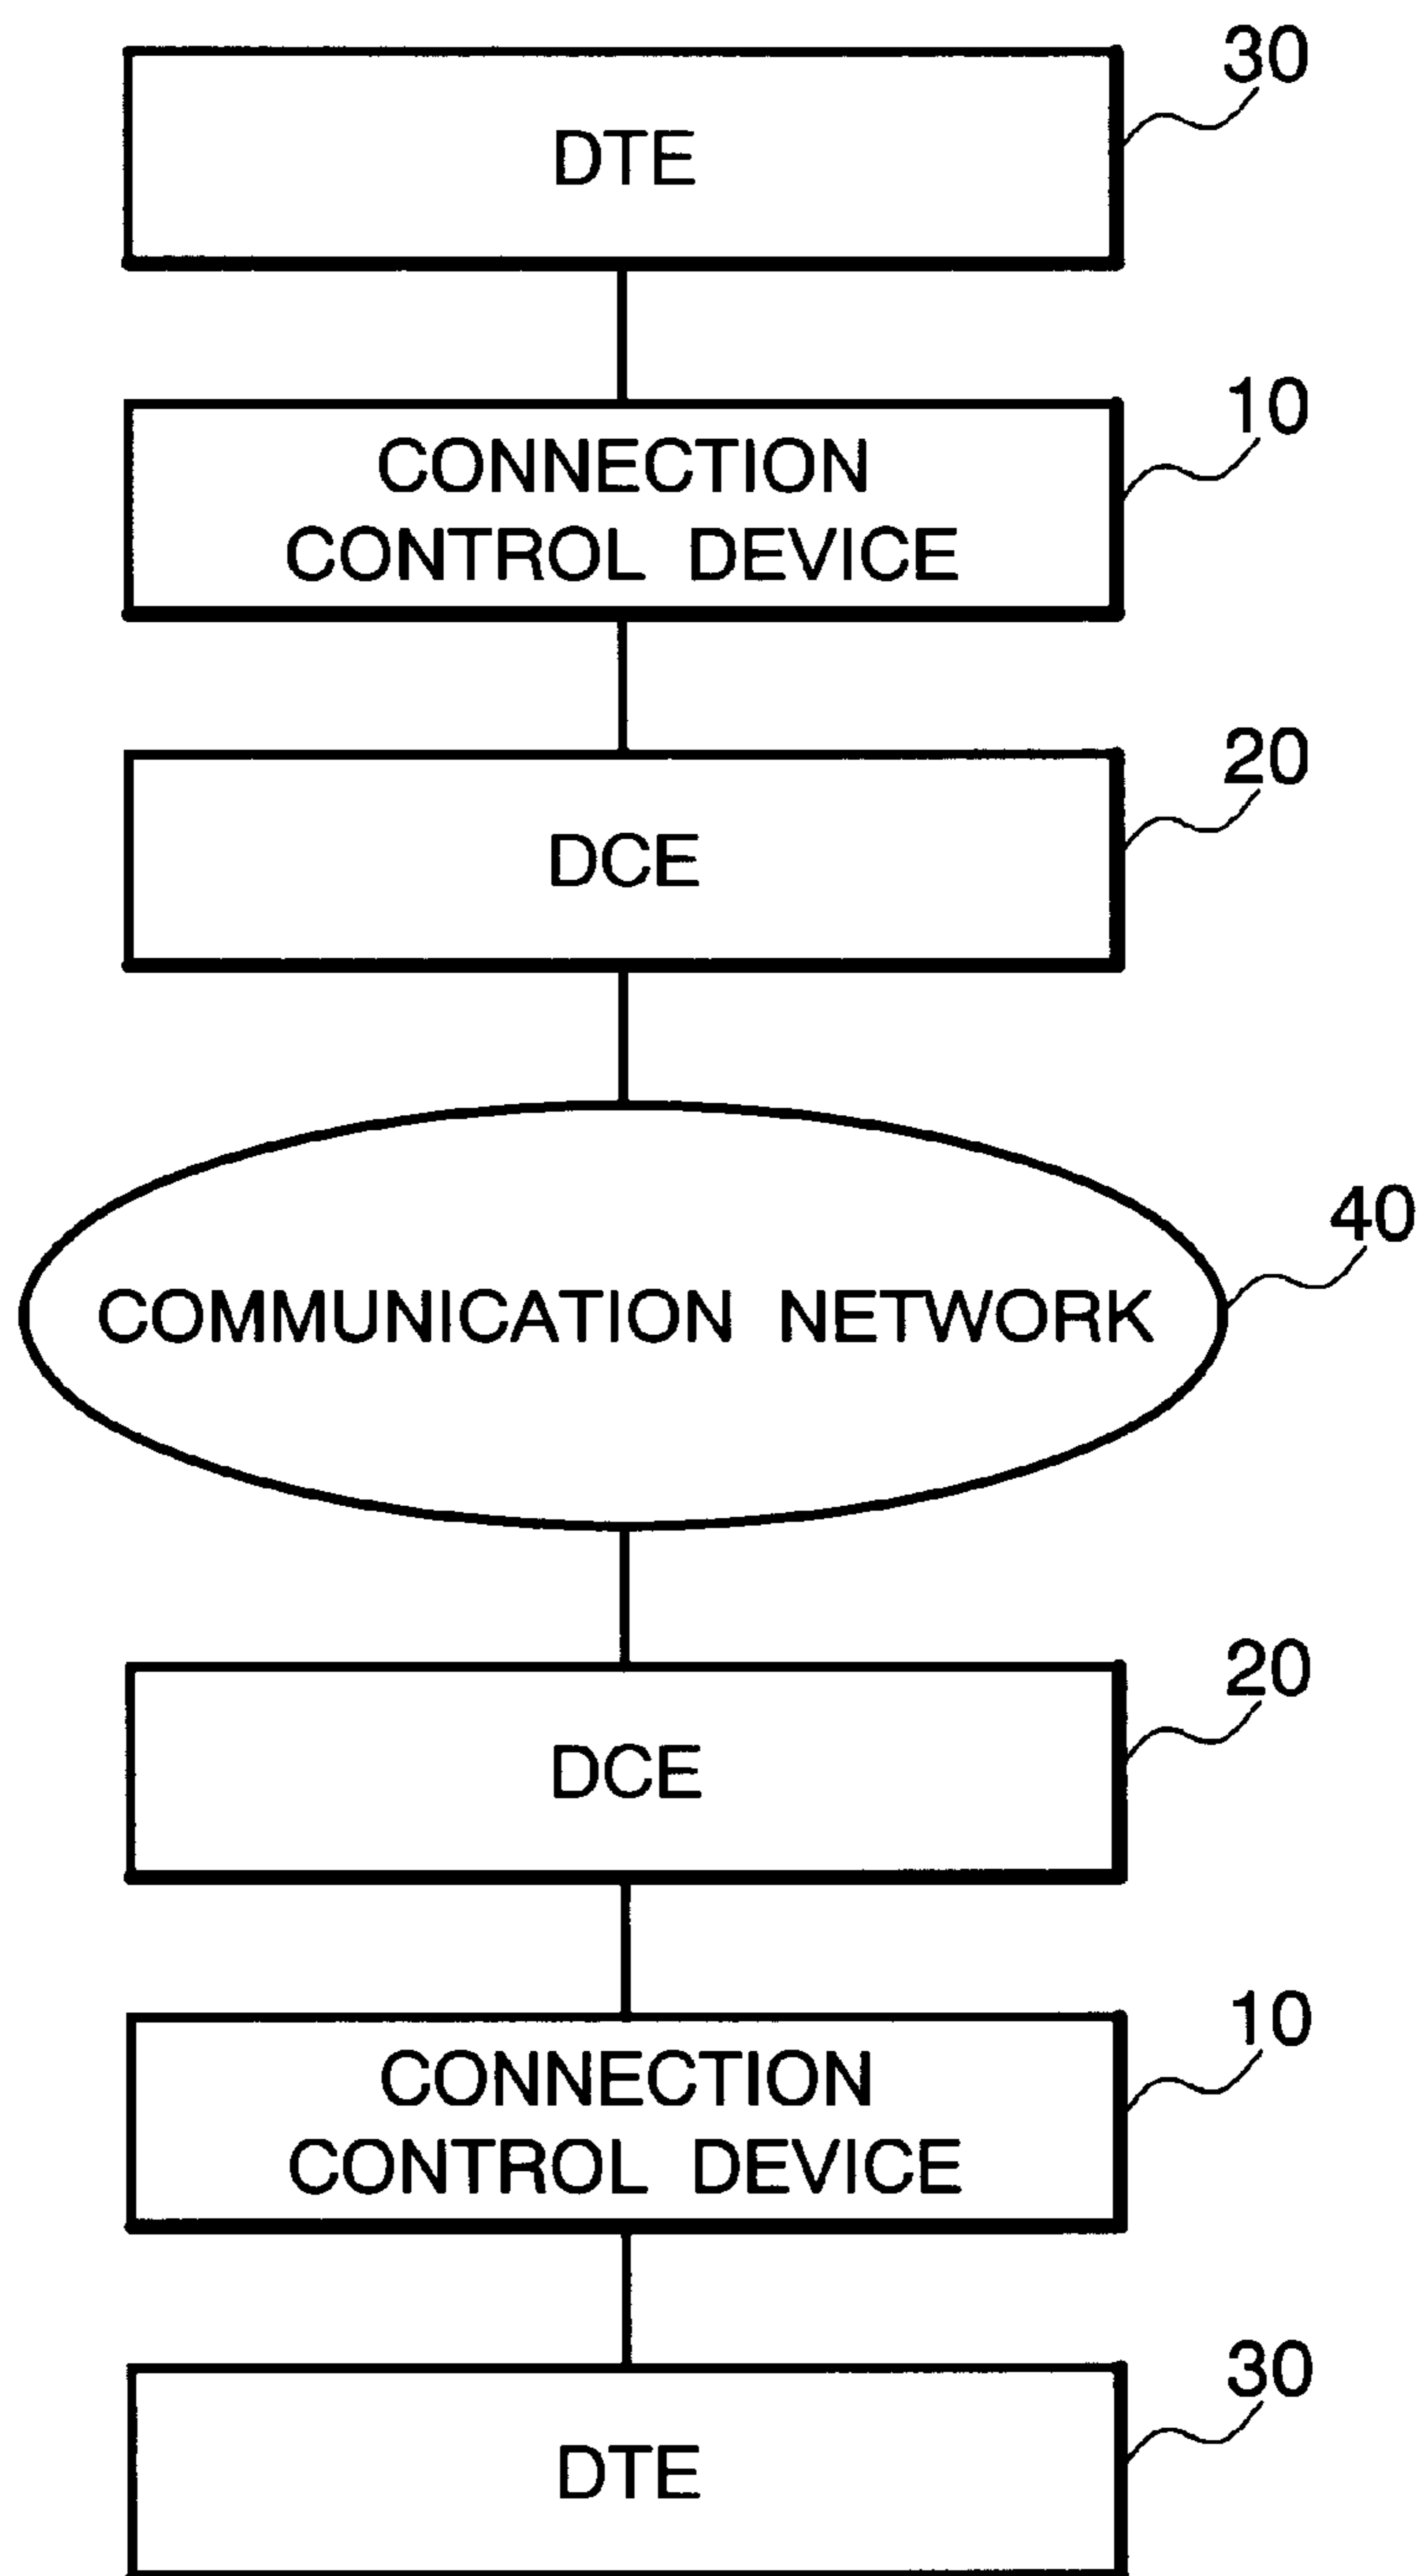 30
DTE
10
CONNECTION
CONTROL DEVICE
20
DCE
40
COMMUNICATION NETWORK
20
DCE
10
CONNECTION
CONTROL DEVICE
30
DTE